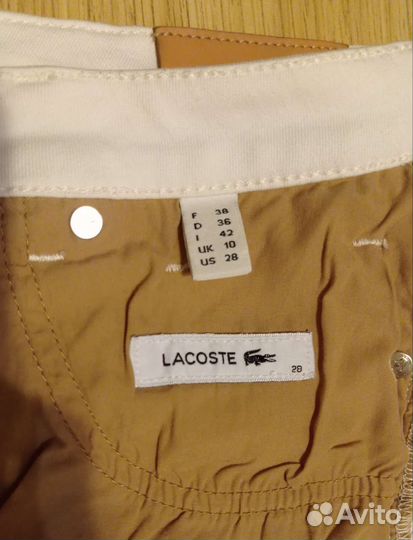 F 38
D 36
I 42
UK 10
US 28
LACOSTE
28
Avito